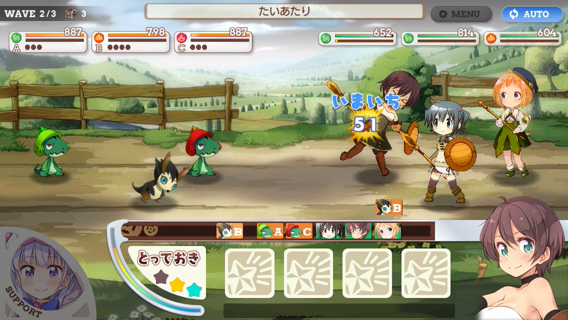 WAVE 2/3 3
たいあたり
MENU
AUTO
887 798 887
A B C
652 814 604
いまいち
51
B
B A C
とっておき
SUPPORT